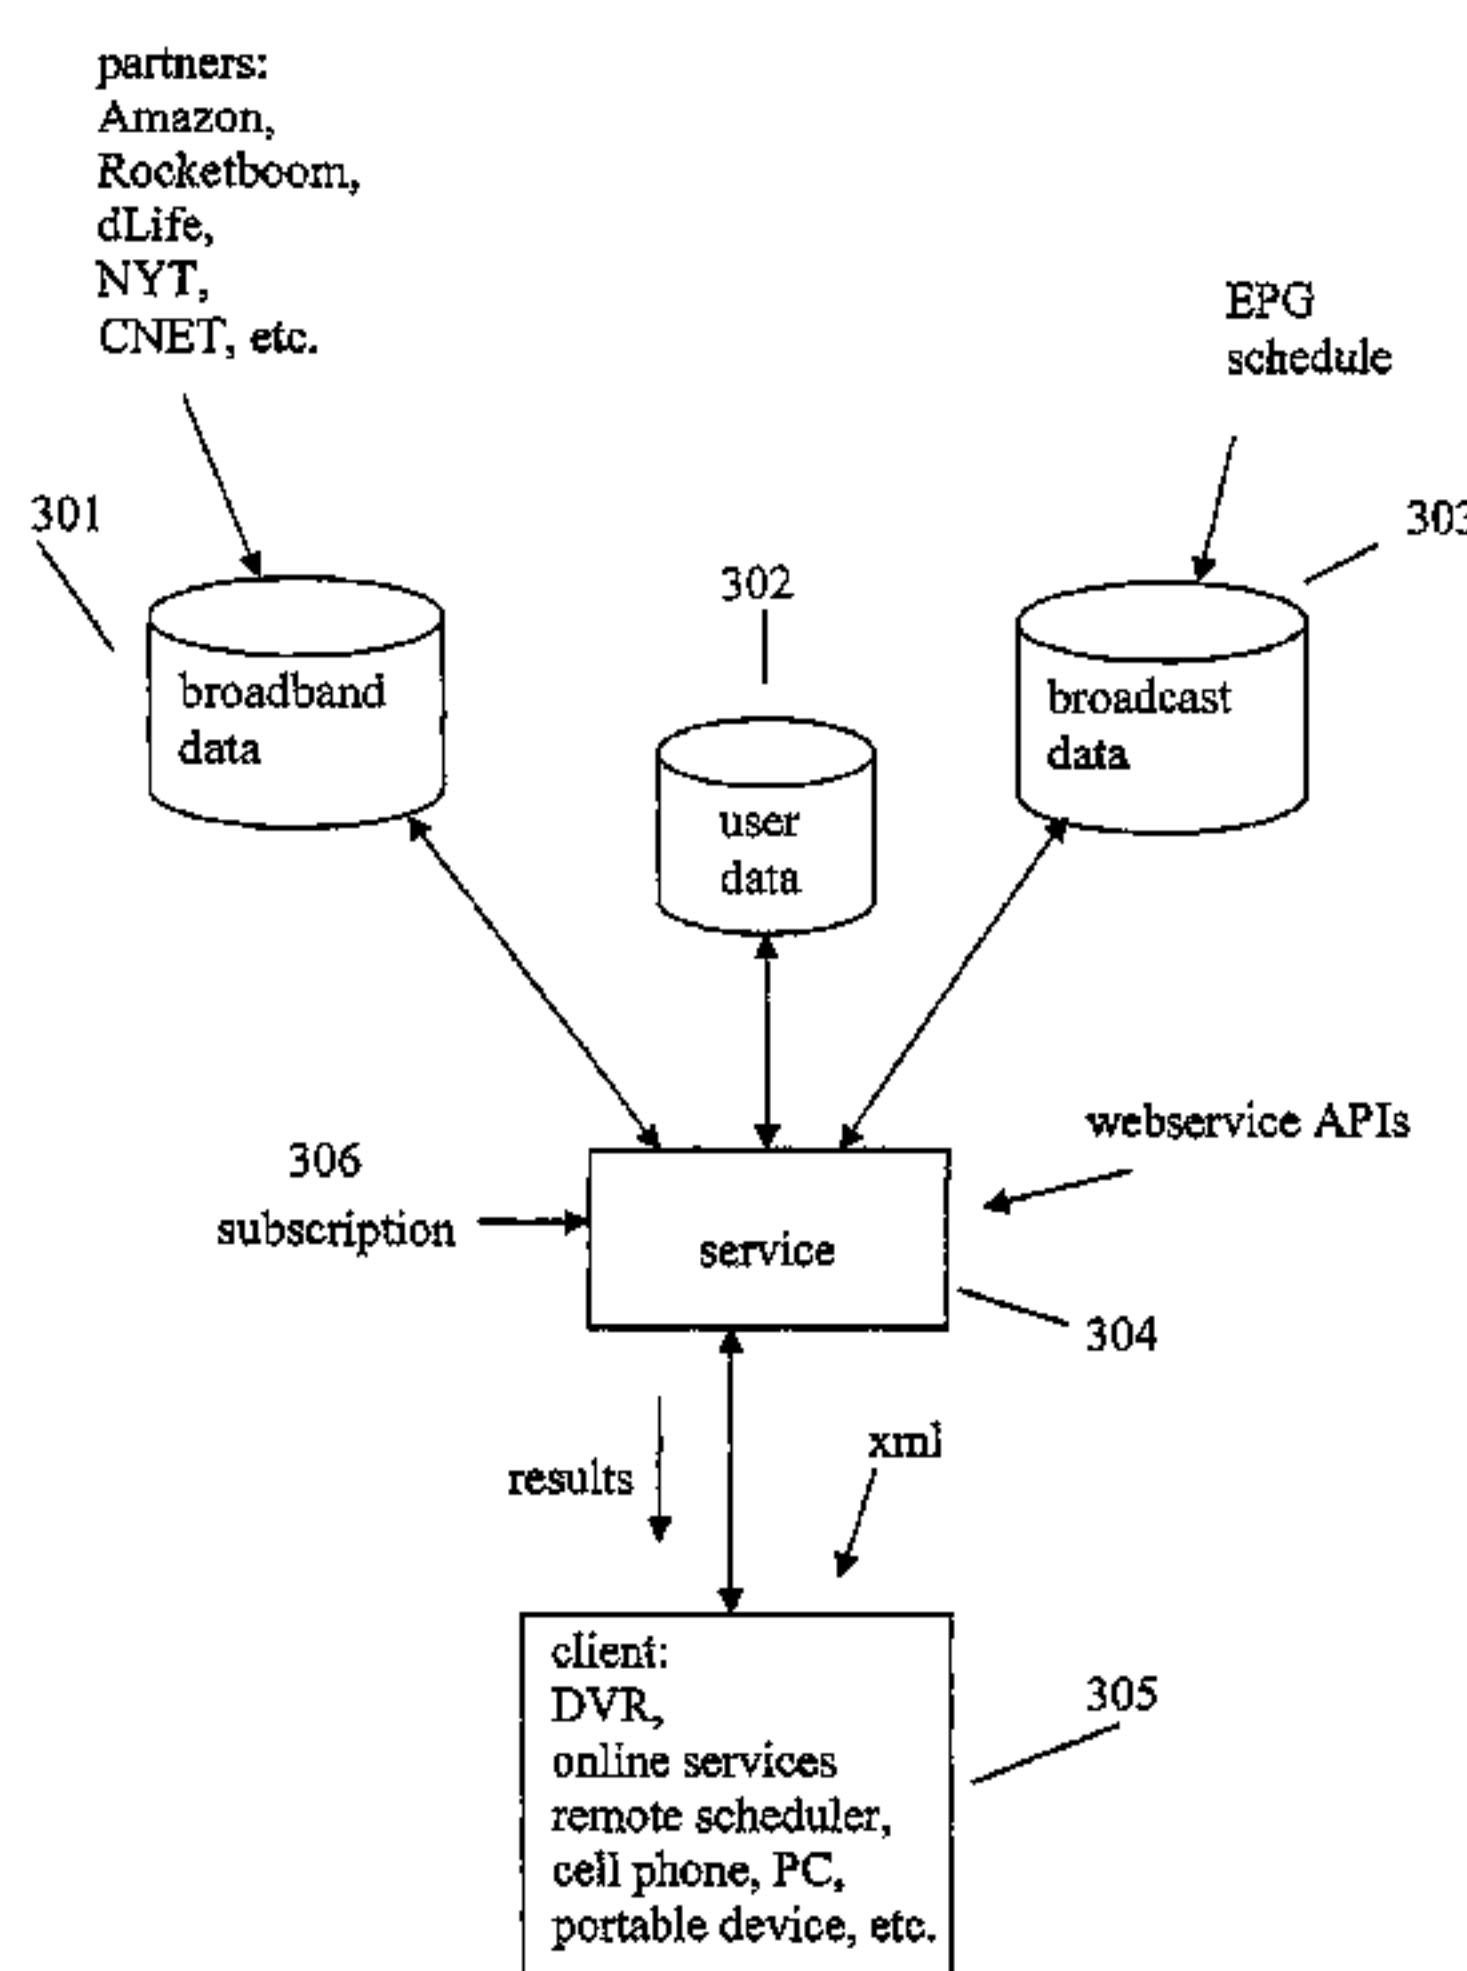 partners:
Amazon,
Rocketboom,
dLife,
NYT,
CNET, etc.
EPG
schedule
301
303
302
broadband
data
broadcast
data
user
data
webservice APIs
306
subscription
service
304
xml
results
client:
DVR,
online services
remote scheduler,
cell phone, PC,
portable device, etc.
305